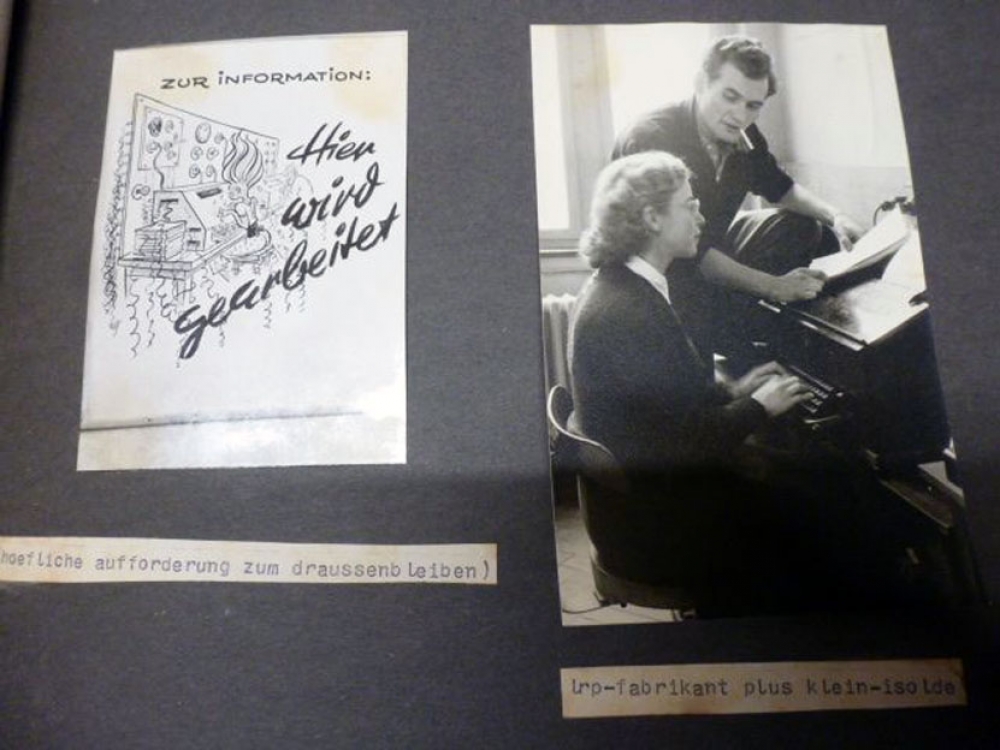 ZUR INFORMATION:
Hier
wird
gearbeitet
hoefliche aufforderung zum draussenbleiben)
lrp-fabrikant plus klein-isolde